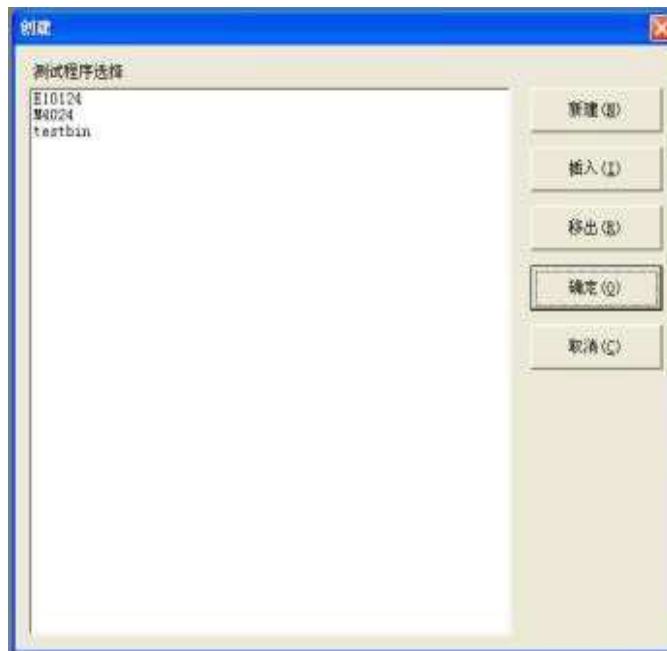 创建
测试程序选择
E10124
M4024
testbin
新建(N)
插入(I)
移出(R)
确定(O)
取消(C)